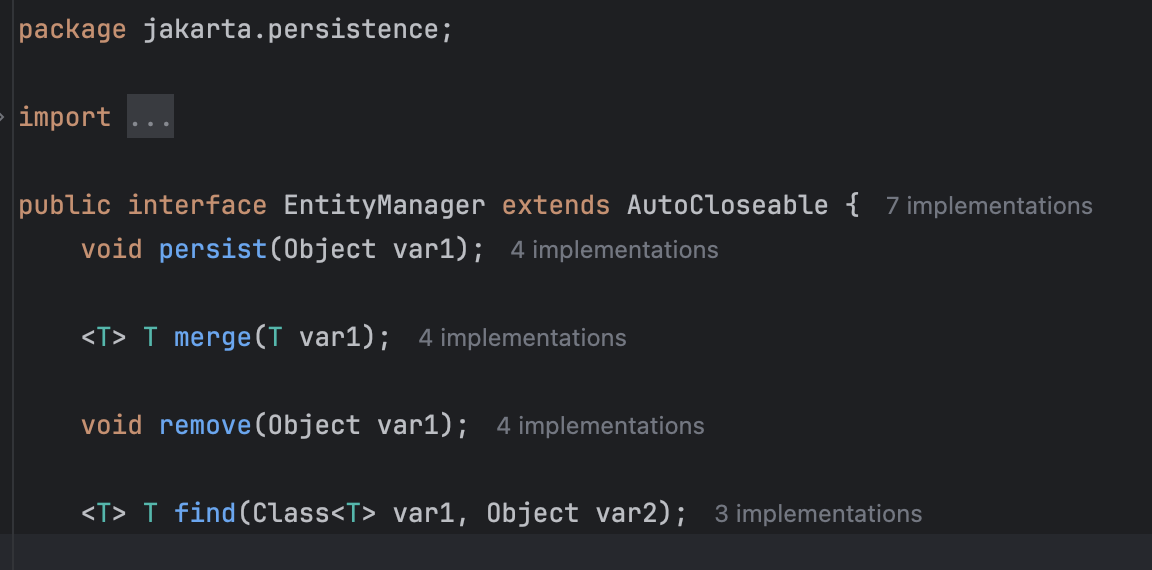 package jakarta.persistence;
import ...
public interface EntityManager extends AutoCloseable { 7 implementations
void persist(Object var1); 4 implementations
<T> T merge(T var1); 4 implementations
void remove(Object var1); 4 implementations
<T> T find(Class<T> var1, Object var2); 3 implementations